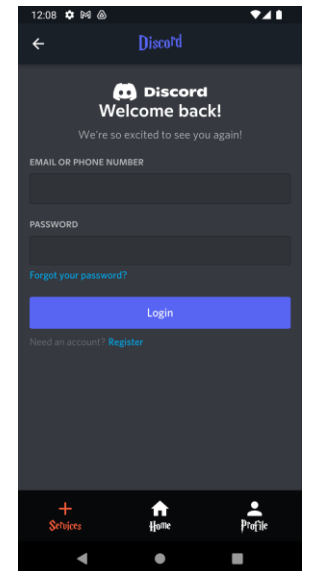 12:08
Discord
Discord
Welcome back!
We're so excited to see you again!
EMAIL OR PHONE NUMBER
PASSWORD
Forgot your password?
Login
Need an account? Register
Services
Home
Profile